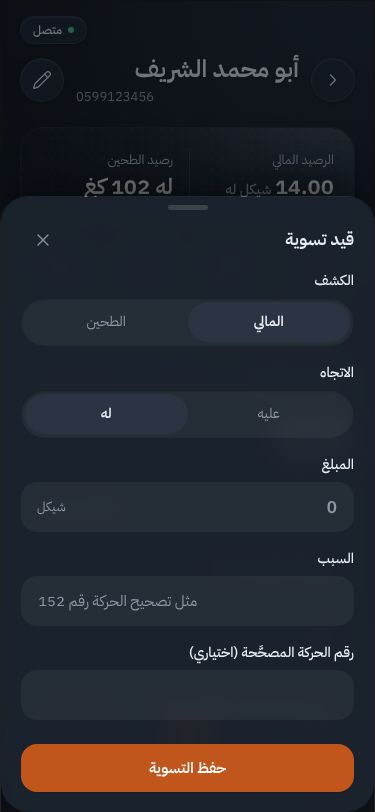 متصل
أبو محمد الشريف
0599123456
الرصيد المالي
رصيد الطحين
14.00 شيكل له
له 102 كغ
قيد تسوية
الكشف
المالي
الطحين
الاتجاه
عليه
له
المبلغ
0
شيكل
السبب
مثل تصحيح الحركة رقم 152
رقم الحركة المصحَّحة (اختياري)
حفظ التسوية